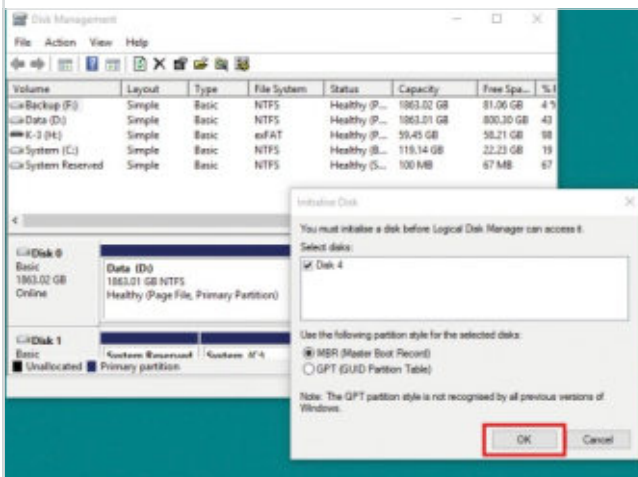 Disk Management
File Action View Help
Volume Layout Type File System Status Capacity Free Spa... %
Backup (F:) Simple Basic NTFS Healthy (P... 1863.02 GB 81.06 GB 4 %
Data (D:) Simple Basic NTFS Healthy (P... 1863.01 GB 800.30 GB 43
K-3 (H:) Simple Basic exFAT Healthy (P... 59.45 GB 58.21 GB 98
System (C:) Simple Basic NTFS Healthy (B... 119.14 GB 22.23 GB 19
System Reserved Simple Basic NTFS Healthy (S... 100 MB 67 MB 67
Disk 0
Basic
1863.02 GB
Online
Data (D:)
1863.01 GB NTFS
Healthy (Page File, Primary Partition)
Disk 1
Basic
System Reserved System
Unallocated Primary partition
Initialise Disk
You must initialise a disk before Logical Disk Manager can access it.
Select disks:
Disk 4
Use the following partition style for the selected disks:
MBR (Master Boot Record)
GPT (GUID Partition Table)
Note: The GPT partition style is not recognised by all previous versions of
Windows.
OK Cancel